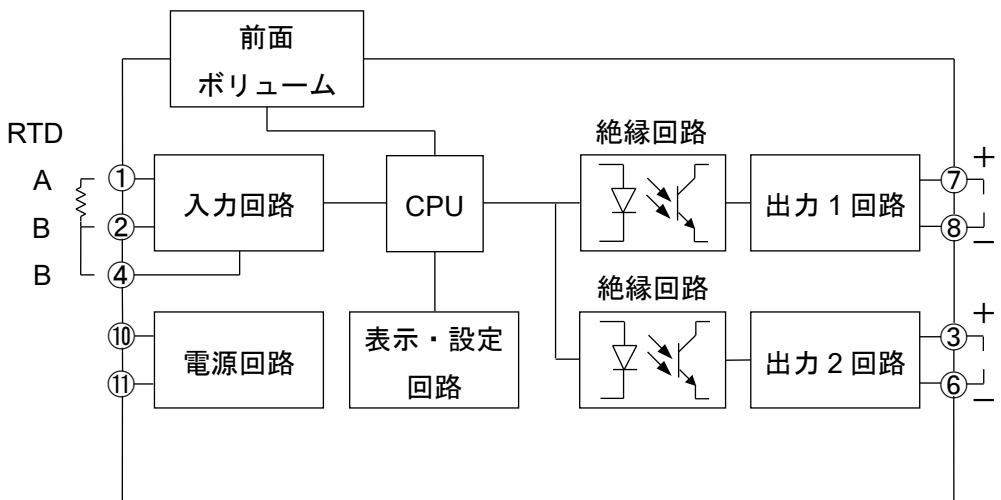 前面
ボリューム
RTD
A
①
B
②
B
④
入力回路
CPU
絶縁回路
出力1回路
+
⑦
⑧
−
⑩
⑪
電源回路
表示・設定
回路
絶縁回路
出力2回路
+
③
⑥
−